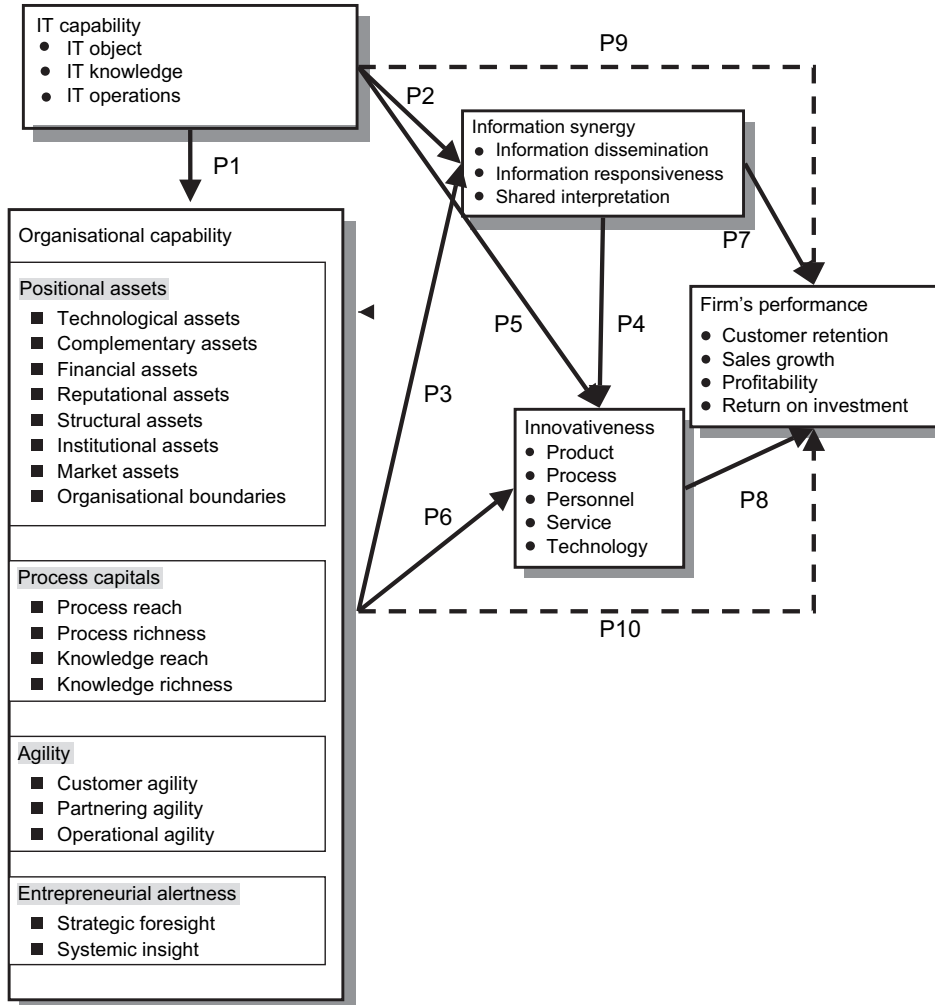 IT capability
● IT object
● IT knowledge
● IT operations
P9
P2
Information synergy
● Information dissemination
● Information responsiveness
● Shared interpretation
P1
Organisational capability
Positional assets
■ Technological assets
■ Complementary assets
■ Financial assets
■ Reputational assets
■ Structural assets
■ Institutional assets
■ Market assets
■ Organisational boundaries
P7
P5
P4
P3
Firm's performance
● Customer retention
● Sales growth
● Profitability
● Return on investment
Innovativeness
● Product
● Process
● Personnel
● Service
● Technology
P6
P8
P10
Process capitals
■ Process reach
■ Process richness
■ Knowledge reach
■ Knowledge richness
Agility
■ Customer agility
■ Partnering agility
■ Operational agility
Entrepreneurial alertness
■ Strategic foresight
■ Systemic insight